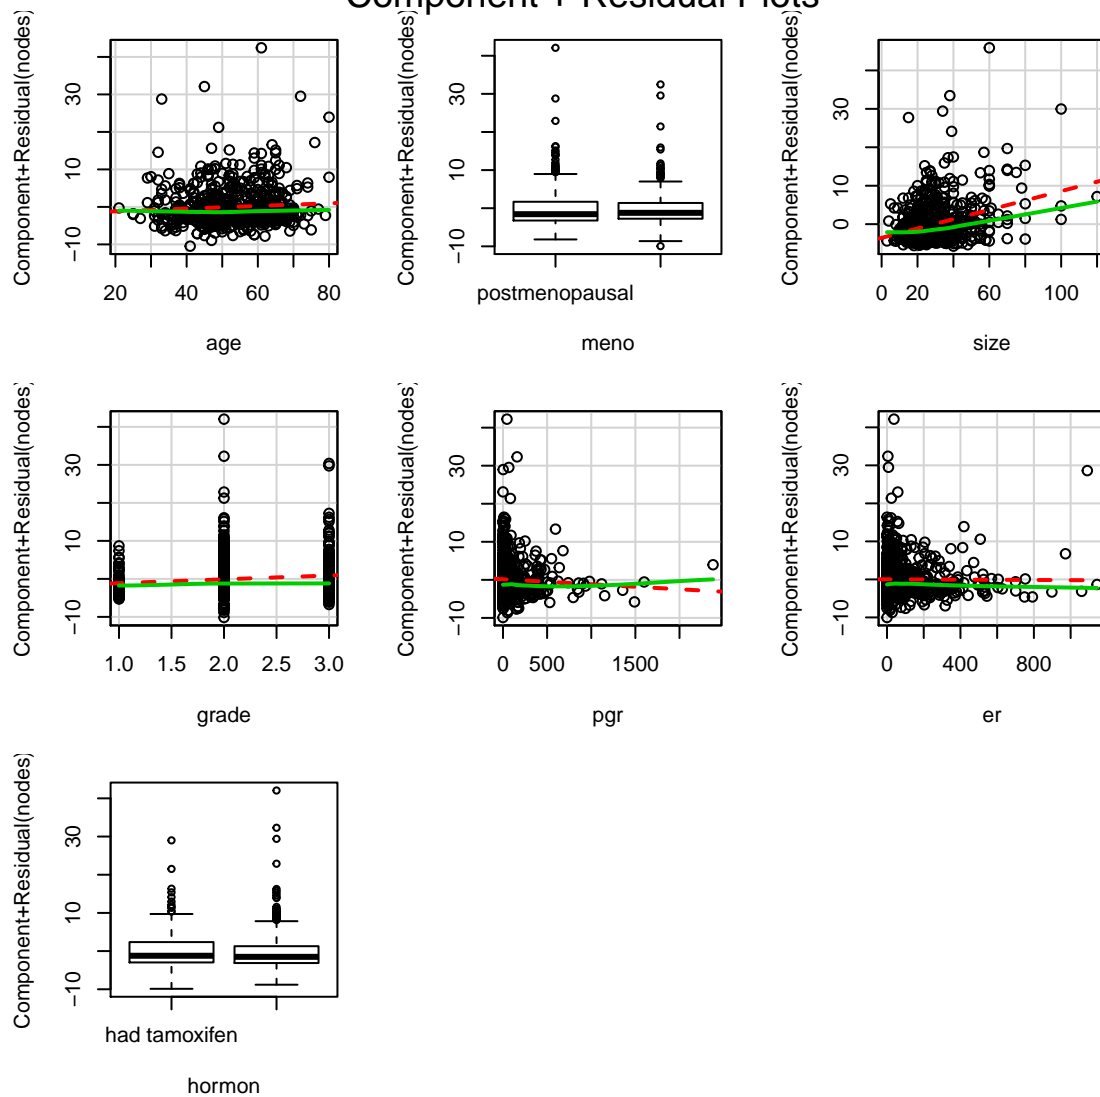 Component + Residual Plots
Component+Residual(nodes)
30
10
−10
20 40 60 80
age
Component+Residual(nodes)
30
10
−10
postmenopausal
meno
Component+Residual(nodes)
30
10
0
0 20 60 100
size
Component+Residual(nodes)
30
10
−10
1.0 1.5 2.0 2.5 3.0
grade
Component+Residual(nodes)
30
10
−10
0 500 1500
pgr
Component+Residual(nodes)
30
10
−10
0 400 800
er
Component+Residual(nodes)
30
10
−10
had tamoxifen
hormon